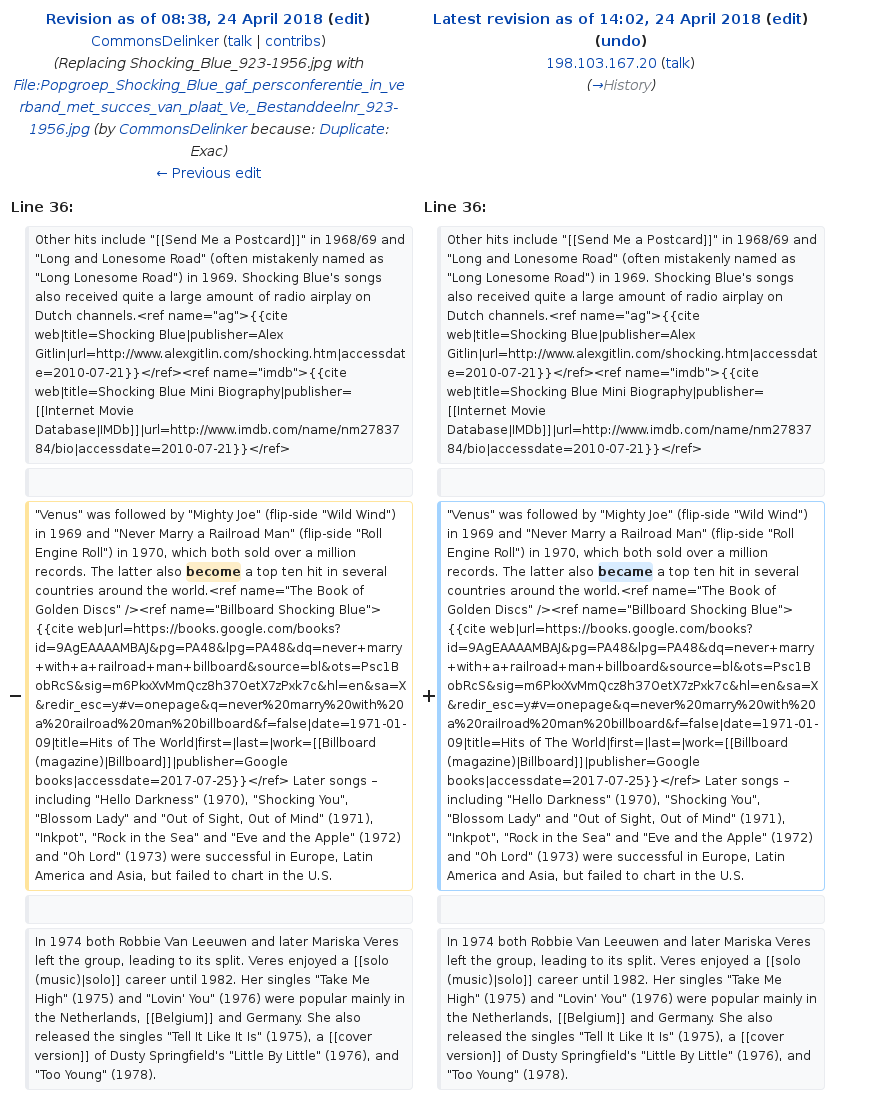 Revision as of 08:38, 24 April 2018 (edit)
CommonsDelinker (talk | contribs)
(Replacing Shocking_Blue_923-1956.jpg with
File:Popgroep_Shocking_Blue_gaf_persconferentie_in_ve
rband_met_succes_van_plaat_Ve,_Bestanddeelnr_923-
1956.jpg (by CommonsDelinker because: Duplicate:
Exac)
← Previous edit
Latest revision as of 14:02, 24 April 2018 (edit)
(undo)
198.103.167.20 (talk)
(→History)
Line 36:
Line 36:
Other hits include "[[Send Me a Postcard]]" in 1968/69 and
"Long and Lonesome Road" (often mistakenly named as
"Long Lonesome Road") in 1969. Shocking Blue's songs
also received quite a large amount of radio airplay on
Dutch channels.<ref name="ag">{{cite
web|title=Shocking Blue|publisher=Alex
Gitlin|url=http://www.alexgitlin.com/shocking.htm|accessdat
e=2010-07-21}}</ref><ref name="imdb">{{cite
web|title=Shocking Blue Mini Biography|publisher=
[[Internet Movie
Database|IMDb]]|url=http://www.imdb.com/name/nm27837
84/bio|accessdate=2010-07-21}}</ref>
Other hits include "[[Send Me a Postcard]]" in 1968/69 and
"Long and Lonesome Road" (often mistakenly named as
"Long Lonesome Road") in 1969. Shocking Blue's songs
also received quite a large amount of radio airplay on
Dutch channels.<ref name="ag">{{cite
web|title=Shocking Blue|publisher=Alex
Gitlin|url=http://www.alexgitlin.com/shocking.htm|accessdat
e=2010-07-21}}</ref><ref name="imdb">{{cite
web|title=Shocking Blue Mini Biography|publisher=
[[Internet Movie
Database|IMDb]]|url=http://www.imdb.com/name/nm27837
84/bio|accessdate=2010-07-21}}</ref>
−
"Venus" was followed by "Mighty Joe" (flip-side "Wild Wind")
in 1969 and "Never Marry a Railroad Man" (flip-side "Roll
Engine Roll") in 1970, which both sold over a million
records. The latter also become a top ten hit in several
countries around the world.<ref name="The Book of
Golden Discs" /><ref name="Billboard Shocking Blue">
{{cite web|url=https://books.google.com/books?
id=9AgEAAAAMBAJ&pg=PA48&lpg=PA48&dq=never+marry
+with+a+railroad+man+billboard&source=bl&ots=Psc1B
obRcS&sig=m6PkxXvMmQcz8h37OetX7zPxk7c&hl=en&sa=X
&redir_esc=y#v=onepage&q=never%20marry%20with%20
a%20railroad%20man%20billboard&f=false|date=1971-01-
09|title=Hits of The World|first=|last=|work=[[Billboard
(magazine)|Billboard]]|publisher=Google
books|accessdate=2017-07-25}}</ref> Later songs –
including "Hello Darkness" (1970), "Shocking You",
"Blossom Lady" and "Out of Sight, Out of Mind" (1971),
"Inkpot", "Rock in the Sea" and "Eve and the Apple" (1972)
and "Oh Lord" (1973) were successful in Europe, Latin
America and Asia, but failed to chart in the U.S.
+
"Venus" was followed by "Mighty Joe" (flip-side "Wild Wind")
in 1969 and "Never Marry a Railroad Man" (flip-side "Roll
Engine Roll") in 1970, which both sold over a million
records. The latter also became a top ten hit in several
countries around the world.<ref name="The Book of
Golden Discs" /><ref name="Billboard Shocking Blue">
{{cite web|url=https://books.google.com/books?
id=9AgEAAAAMBAJ&pg=PA48&lpg=PA48&dq=never+marry
+with+a+railroad+man+billboard&source=bl&ots=Psc1B
obRcS&sig=m6PkxXvMmQcz8h37OetX7zPxk7c&hl=en&sa=X
&redir_esc=y#v=onepage&q=never%20marry%20with%20
a%20railroad%20man%20billboard&f=false|date=1971-01-
09|title=Hits of The World|first=|last=|work=[[Billboard
(magazine)|Billboard]]|publisher=Google
books|accessdate=2017-07-25}}</ref> Later songs –
including "Hello Darkness" (1970), "Shocking You",
"Blossom Lady" and "Out of Sight, Out of Mind" (1971),
"Inkpot", "Rock in the Sea" and "Eve and the Apple" (1972)
and "Oh Lord" (1973) were successful in Europe, Latin
America and Asia, but failed to chart in the U.S.
In 1974 both Robbie Van Leeuwen and later Mariska Veres
left the group, leading to its split. Veres enjoyed a [[solo
(music)|solo]] career until 1982. Her singles "Take Me
High" (1975) and "Lovin' You" (1976) were popular mainly in
the Netherlands, [[Belgium]] and Germany. She also
released the singles "Tell It Like It Is" (1975), a [[cover
version]] of Dusty Springfield's "Little By Little" (1976), and
"Too Young" (1978).
In 1974 both Robbie Van Leeuwen and later Mariska Veres
left the group, leading to its split. Veres enjoyed a [[solo
(music)|solo]] career until 1982. Her singles "Take Me
High" (1975) and "Lovin' You" (1976) were popular mainly in
the Netherlands, [[Belgium]] and Germany. She also
released the singles "Tell It Like It Is" (1975), a [[cover
version]] of Dusty Springfield's "Little By Little" (1976), and
"Too Young" (1978).